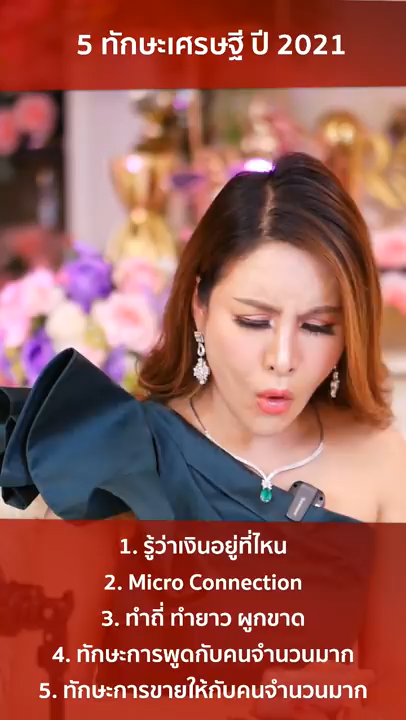 5 ทักษะเศรษฐี ปี 2021
1. รู้ว่าเงินอยู่ที่ไหน
2. Micro Connection
3. ทำถี่ ทำยาว ผูกขาด
4. ทักษะการพูดกับคนจำนวนมาก
5. ทักษะการขายให้กับคนจำนวนมาก